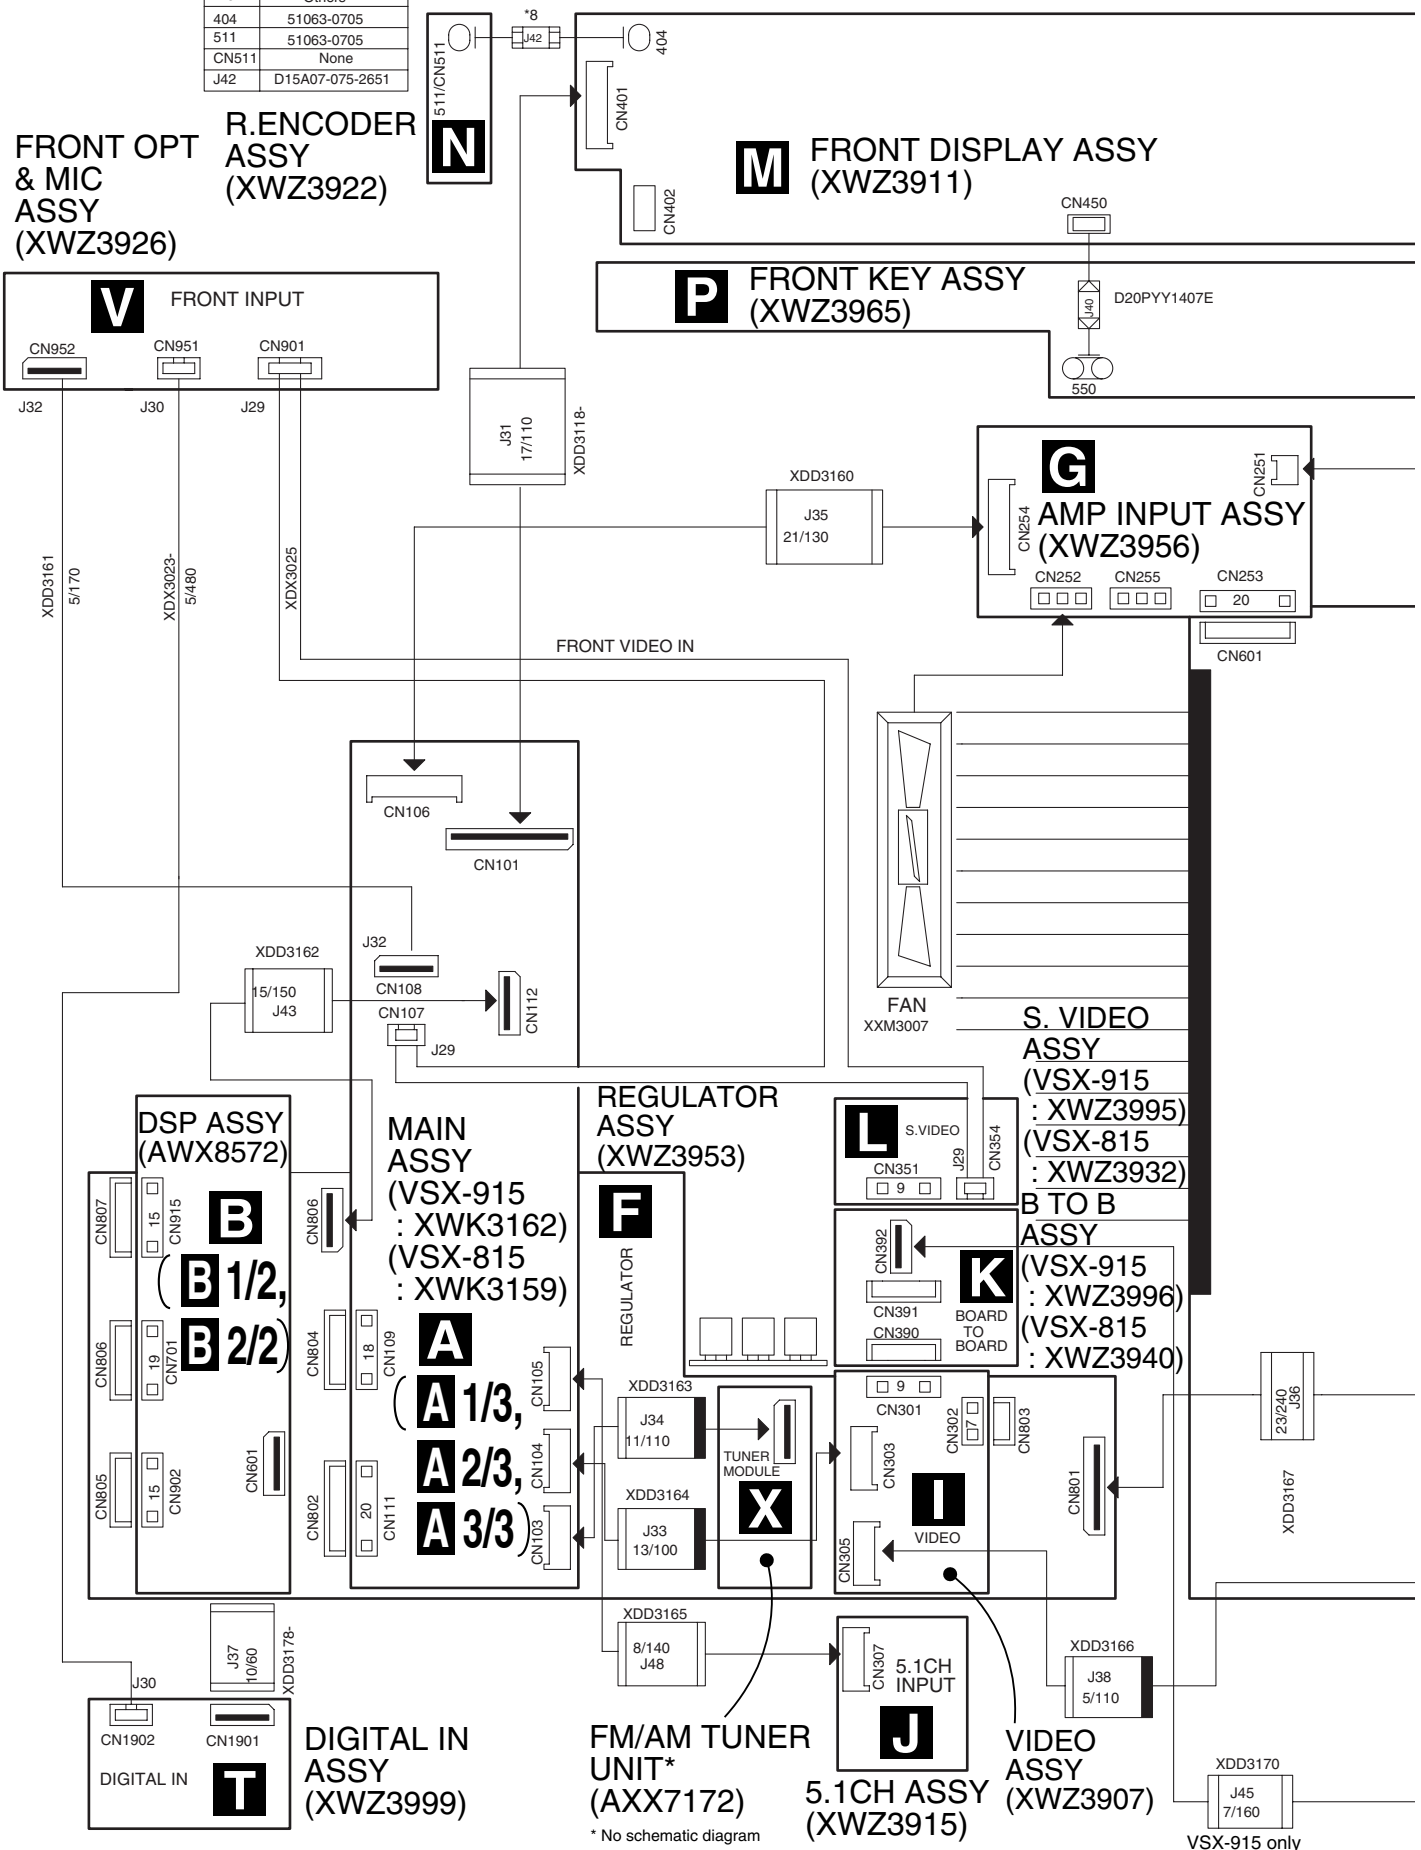 Others
404 51063-0705
511 51063-0705
CN511 None
J42 D15A07-075-2651
*8
J42
404
511/CN511
N
R.ENCODER
ASSY
(XWZ3922)
CN401
CN402
M
FRONT DISPLAY ASSY
(XWZ3911)
CN450
FRONT OPT
& MIC
ASSY
(XWZ3926)
V
FRONT INPUT
CN952
CN951
CN901
J32
J30
J29
P
FRONT KEY ASSY
(XWZ3965)
J40
D20PYY1407E
550
J31
17/110
XDD3118-
XDD3160
J35
21/130
G
AMP INPUT ASSY
(XWZ3956)
CN251
CN254
CN252
CN255
CN253
20
CN601
XDD3161
5/170
XDX3023-
5/480
XDX3025
FRONT VIDEO IN
CN106
CN101
XDD3162
15/150
J43
J32
CN108
CN112
CN107
J29
FAN
XXM3007
S. VIDEO
ASSY
(VSX-915
: XWZ3995)
(VSX-815
: XWZ3932)
B TO B
ASSY
(VSX-915
: XWZ3996)
(VSX-815
: XWZ3940)
DSP ASSY
(AWX8572)
CN807
15
CN915
B
(B 1/2,
B 2/2)
CN806
CN806
19
CN701
CN805
15
CN902
CN601
MAIN
ASSY
(VSX-915
: XWK3162)
(VSX-815
: XWK3159)
A
(A 1/3,
A 2/3,
A 3/3)
CN804
18
CN109
CN802
20
CN111
CN105
CN104
CN103
REGULATOR
ASSY
(XWZ3953)
F
REGULATOR
L
S.VIDEO
CN351
9
J29
CN354
CN392
K
CN391
CN390
BOARD
TO
BOARD
XDD3163
J34
11/110
XDD3164
J33
13/100
TUNER
MODULE
X
9
CN301
CN302
7
CN803
CN303
I
VIDEO
CN305
CN801
23/240
J36
XDD3167
J37
10/60
XDD3178-
XDD3165
8/140
J48
CN307
5.1CH
INPUT
J
XDD3166
J38
5/110
J30
CN1902
CN1901
DIGITAL IN
T
DIGITAL IN
ASSY
(XWZ3999)
FM/AM TUNER
UNIT*
(AXX7172)
* No schematic diagram
5.1CH ASSY
(XWZ3915)
VIDEO
ASSY
(XWZ3907)
XDD3170
J45
7/160
VSX-915 only